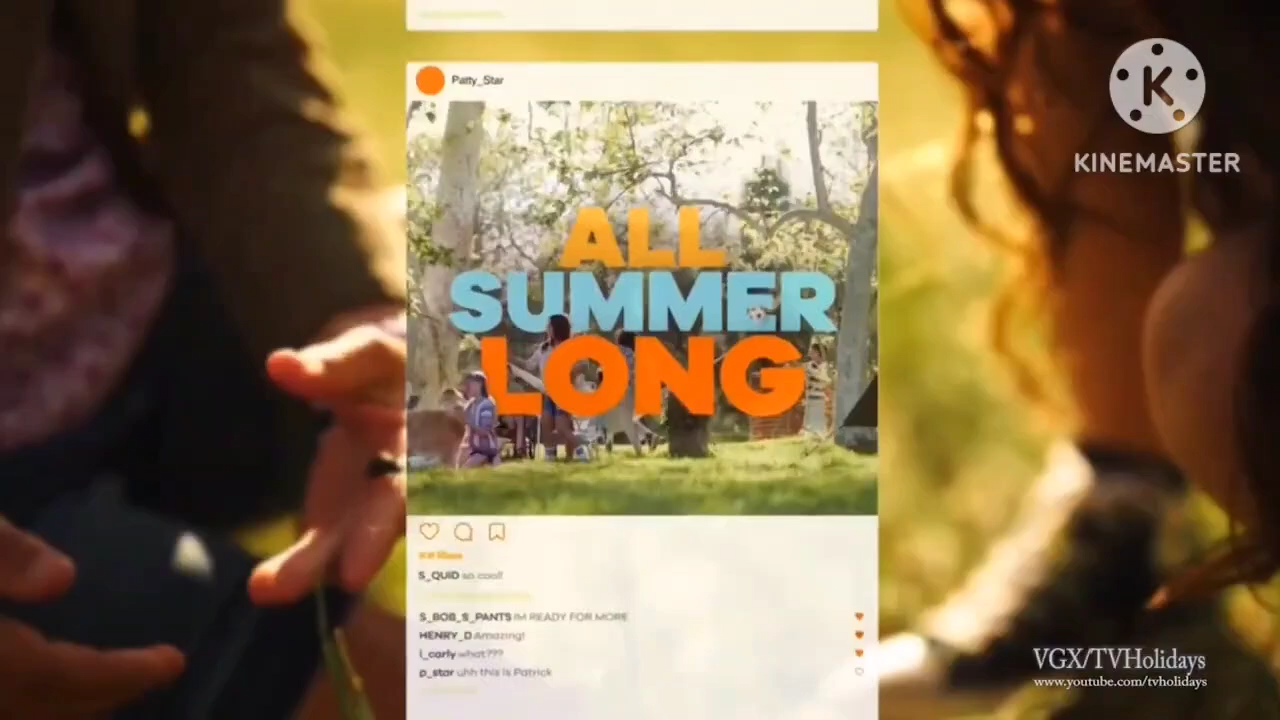 Patty_Star
K
KINEMASTER
ALL
SUMMER
LONG
S_QUID so cool!
S_BOB_S_PANTS IM READY FOR MORE
HENRY_D Amazing!
i_carly what???
p_star uhh this is Patrick
VGX/TVHolidays
www.youtube.com/tvholidays